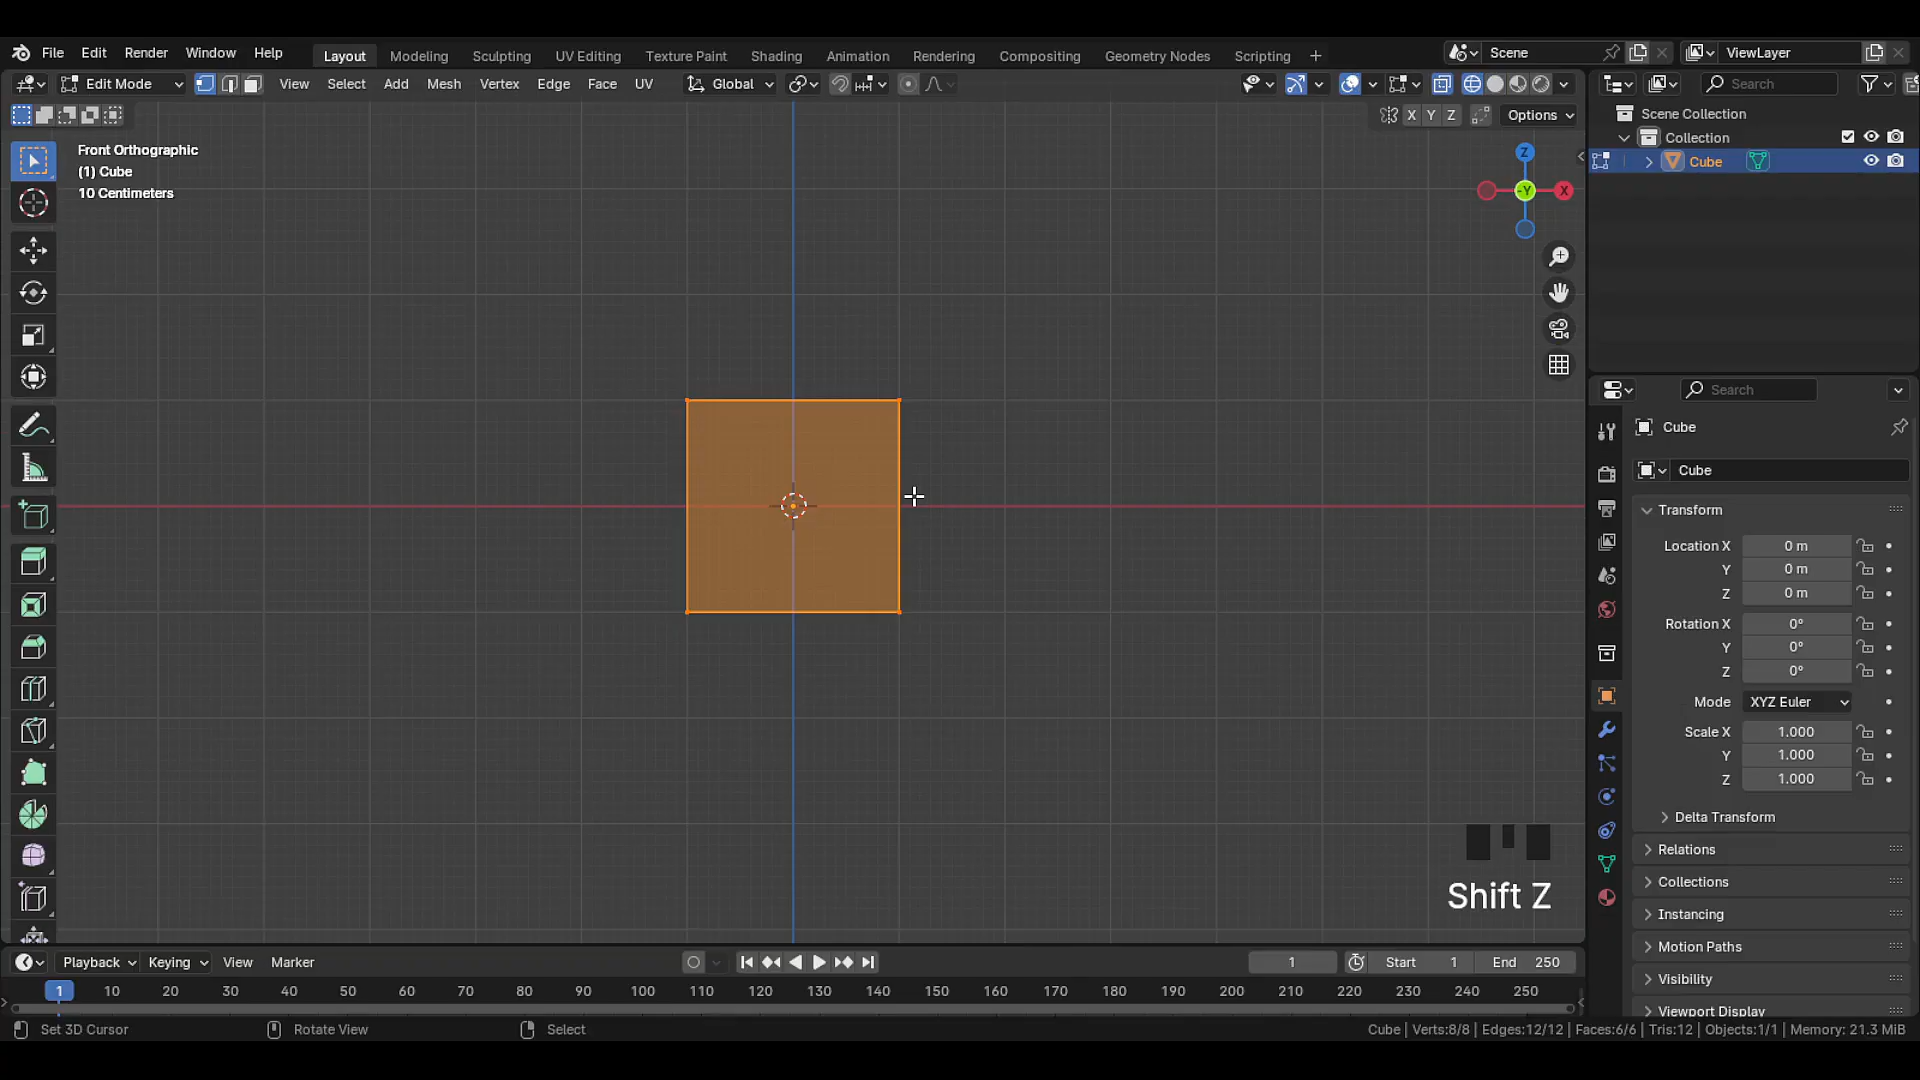 File Edit Render Window Help Layout Modeling Sculpting UV Editing Texture Paint Shading Animation Rendering Compositing Geometry Nodes Scripting + Scene ViewLayer
Edit Mode View Select Add Mesh Vertex Edge Face UV Global Search
X Y Z Options
Scene Collection
Collection
Cube
Front Orthographic
(1) Cube
10 Centimeters
Z
-Y
X
Search
Cube
Cube
Transform
Location X 0 m
Y 0 m
Z 0 m
Rotation X 0°
Y 0°
Z 0°
Mode XYZ Euler
Scale X 1.000
Y 1.000
Z 1.000
Delta Transform
Relations
Collections
Instancing
Motion Paths
Visibility
Viewport Display
Shift Z
Playback Keying View Marker 1 Start 1 End 250
1 10 20 30 40 50 60 70 80 90 100 110 120 130 140 150 160 170 180 190 200 210 220 230 240 250
Set 3D Cursor Rotate View Select Cube | Verts:8/8 | Edges:12/12 | Faces:6/6 | Tris:12 | Objects:1/1 | Memory: 21.3 MiB